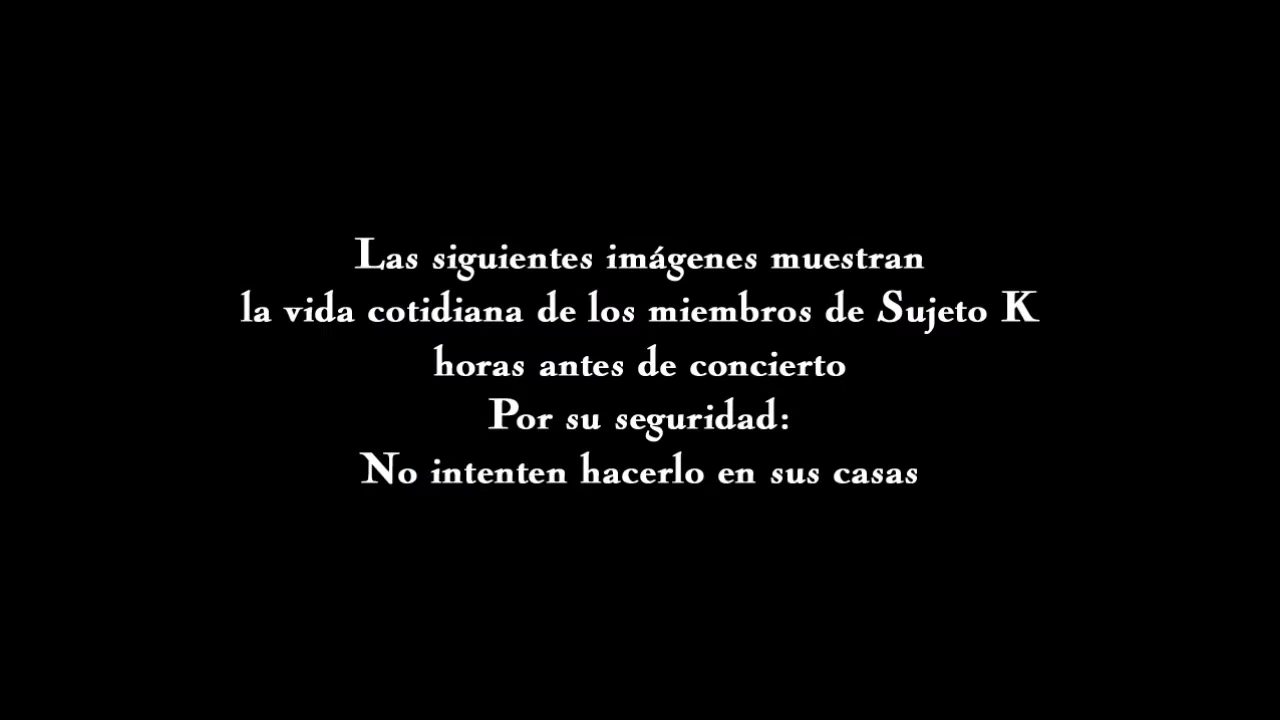 Las siguientes imágenes muestran
la vida cotidiana de los miembros de Sujeto K
horas antes de concierto
Por su seguridad:
No intenten hacerlo en sus casas